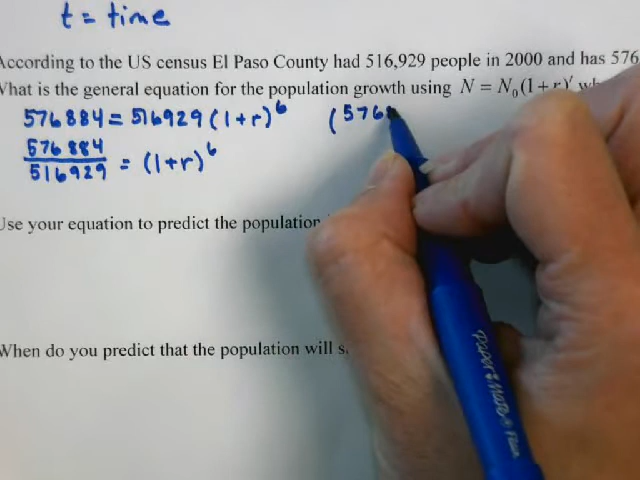 t = time
According to the US census El Paso County had 516,929 people in 2000 and has 576
What is the general equation for the population growth using N = N₀(1+r)ᵗ
576884 = 516929 (1+r)⁶ (576
576884/516929 = (1+r)⁶
Use your equation to predict the population
When do you predict that the population will
Paper Mate